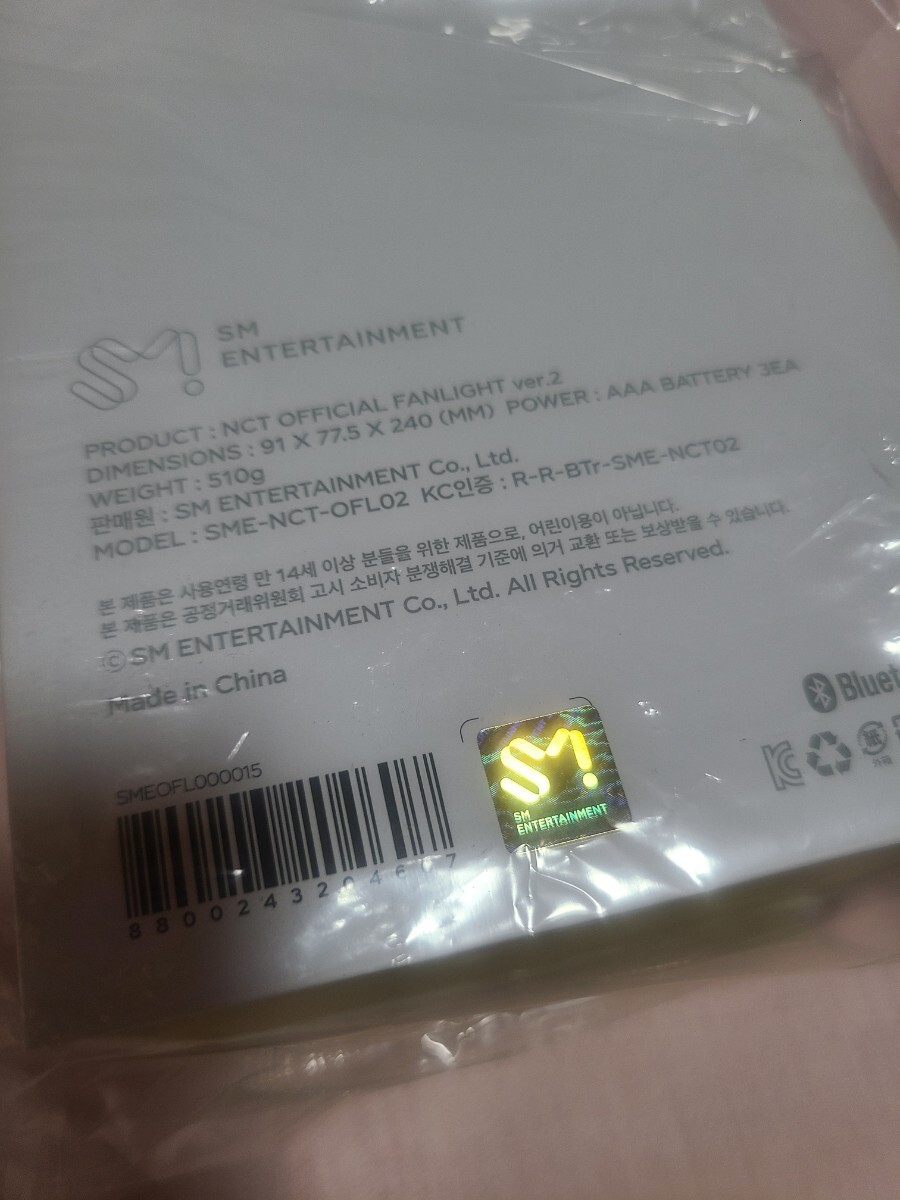 SM
ENTERTAINMENT
PRODUCT : NCT OFFICIAL FANLIGHT ver.2
DIMENSIONS : 91 X 77.5 X 240 (MM) POWER : AAA BATTERY 3EA
WEIGHT : 510g
판매원 : SM ENTERTAINMENT Co., Ltd.
MODEL : SME-NCT-OFL02 KC인증 : R-R-BTr-SME-NCT02
본 제품은 사용연령 만 14세 이상 분들을 위한 제품으로, 어린이용이 아닙니다.
본 제품은 공정거래위원회 고시 소비자 분쟁해결 기준에 의거 교환 또는 보상받을 수 있습니다.
ⓒ SM ENTERTAINMENT Co., Ltd. All Rights Reserved.
Made in China
Bluet
SMEOFL000015
SM
ENTERTAINMENT